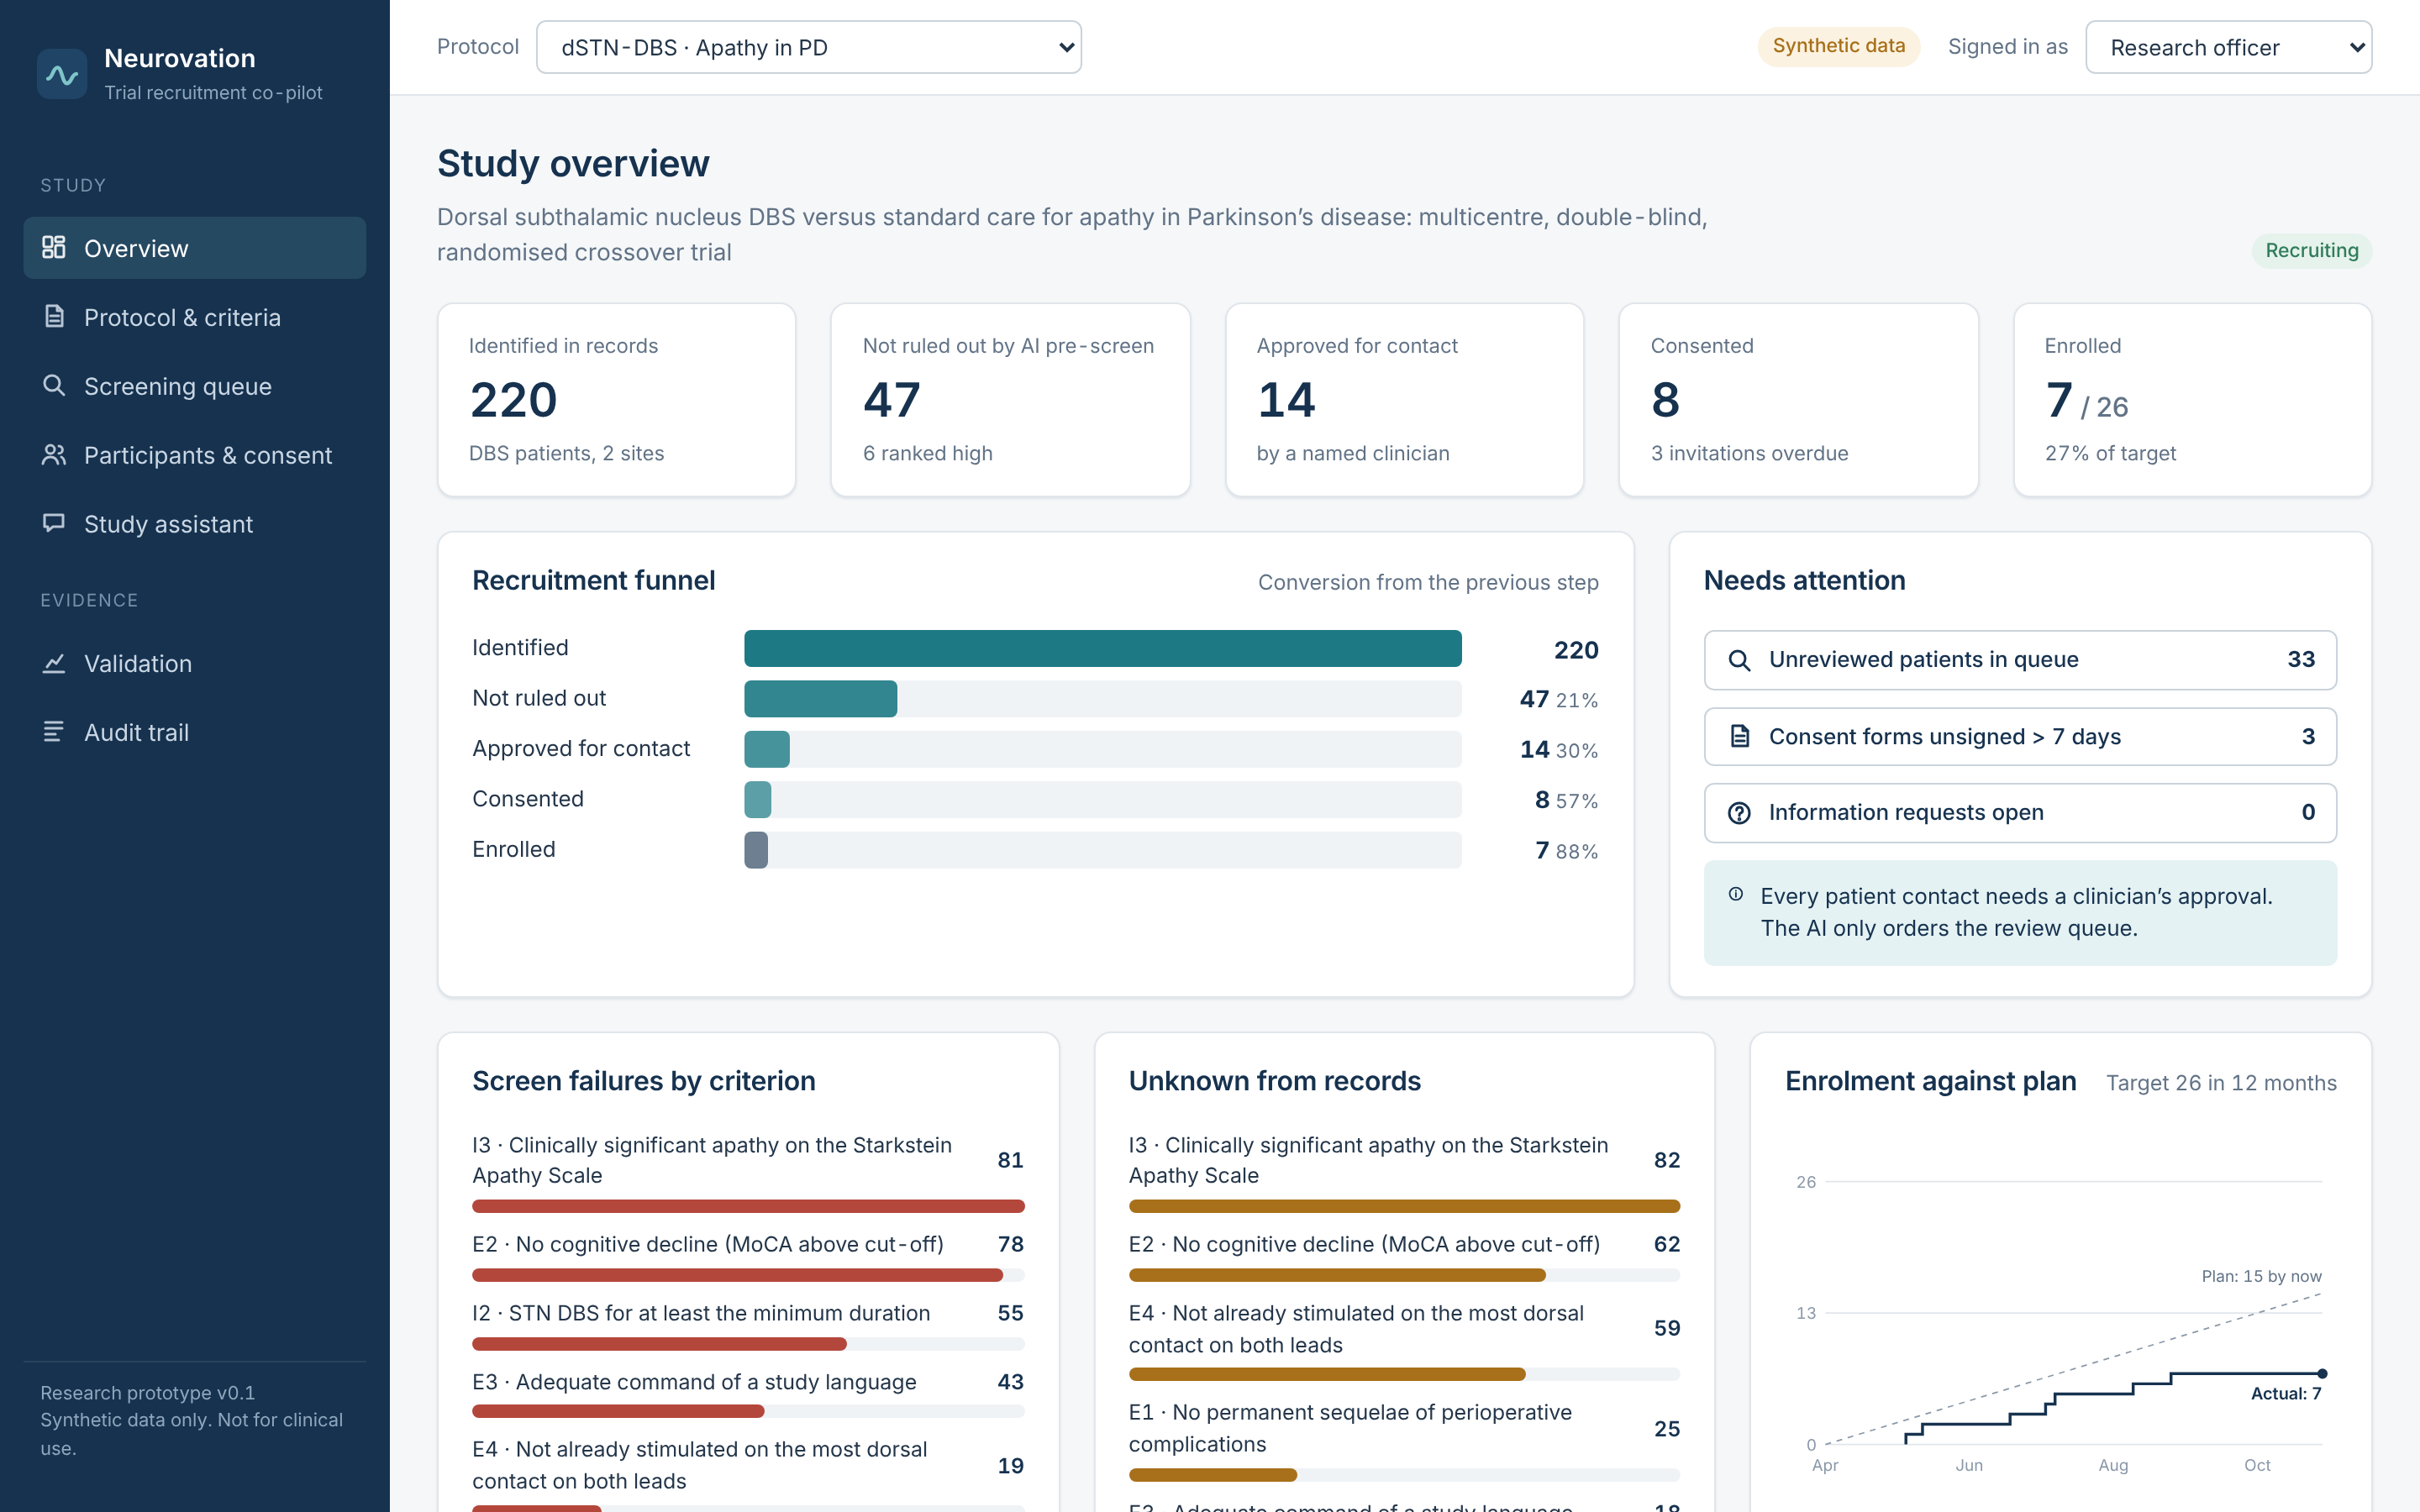 Neurovation
Trial recruitment co-pilot
STUDY
Overview
Protocol & criteria
Screening queue
Participants & consent
Study assistant
EVIDENCE
Validation
Audit trail
Research prototype v0.1
Synthetic data only. Not for clinical
use.
Protocol
dSTN-DBS · Apathy in PD
Synthetic data
Signed in as
Research officer
Study overview
Dorsal subthalamic nucleus DBS versus standard care for apathy in Parkinson’s disease: multicentre, double-blind,
randomised crossover trial
Recruiting
Identified in records
220
DBS patients, 2 sites
Not ruled out by AI pre-screen
47
6 ranked high
Approved for contact
14
by a named clinician
Consented
8
3 invitations overdue
Enrolled
7 / 26
27% of target
Recruitment funnel
Conversion from the previous step
Identified 220
Not ruled out 47 21%
Approved for contact 14 30%
Consented 8 57%
Enrolled 7 88%
Needs attention
Unreviewed patients in queue 33
Consent forms unsigned > 7 days 3
Information requests open 0
Every patient contact needs a clinician’s approval.
The AI only orders the review queue.
Screen failures by criterion
I3 · Clinically significant apathy on the Starkstein
Apathy Scale
81
E2 · No cognitive decline (MoCA above cut-off) 78
I2 · STN DBS for at least the minimum duration 55
E3 · Adequate command of a study language 43
E4 · Not already stimulated on the most dorsal
contact on both leads
19
Unknown from records
I3 · Clinically significant apathy on the Starkstein
Apathy Scale
82
E2 · No cognitive decline (MoCA above cut-off) 62
E4 · Not already stimulated on the most dorsal
contact on both leads
59
E1 · No permanent sequelae of perioperative
complications
25
E3 · Adequate command of a study language 18
Enrolment against plan
Target 26 in 12 months
26
Plan: 15 by now
13
Actual: 7
0
Apr Jun Aug Oct